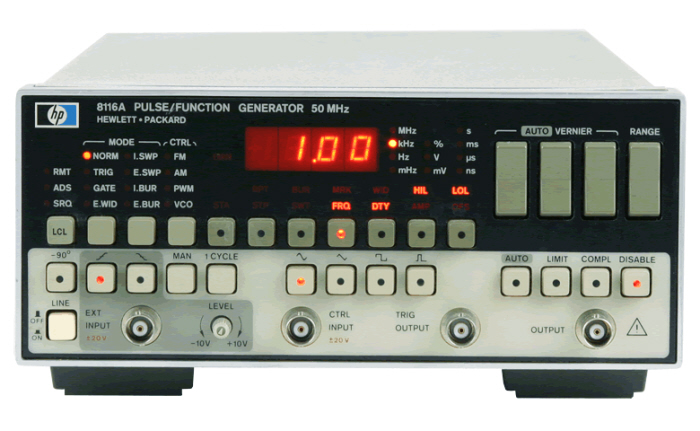 hp
8116A PULSE/FUNCTION GENERATOR 50 MHz
HEWLETT • PACKARD
MODE CTRL
NORM I.SWP FM
RMT TRIG E.SWP AM
ADS GATE I.BUR PWM
SRQ E.WID E.BUR VCO
1.00
MHz s
kHz % ms
Hz V µs
mHz mV ns
AUTO VERNIER RANGE
HIL LOL
FRQ DTY
LCL
-90° MAN 1 CYCLE
AUTO LIMIT COMPL DISABLE
LINE
OFF
ON
EXT
INPUT
±20V
LEVEL
-10V +10V
CTRL
INPUT
±20V
TRIG
OUTPUT
OUTPUT